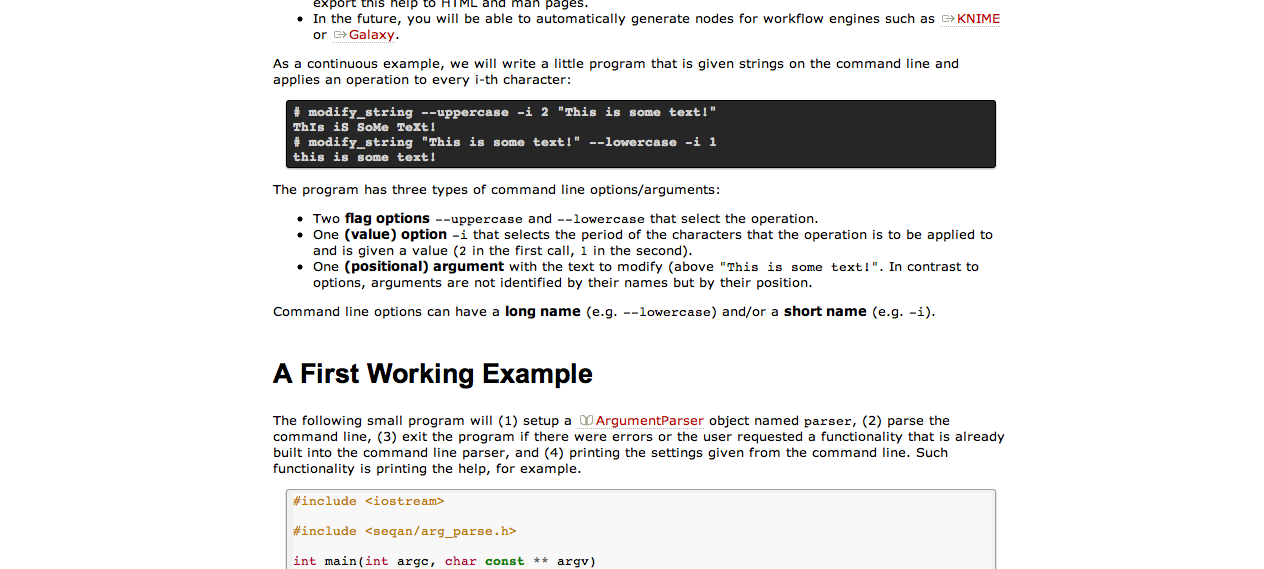 export this help to HTML and man pages.
• In the future, you will be able to automatically generate nodes for workflow engines such as KNIME
or Galaxy.
As a continuous example, we will write a little program that is given strings on the command line and
applies an operation to every i-th character:
# modify_string --uppercase -i 2 "This is some text!"
ThIs iS SoMe TeXt!
# modify_string "This is some text!" --lowercase -i 1
this is some text!
The program has three types of command line options/arguments:
• Two flag options --uppercase and --lowercase that select the operation.
• One (value) option -i that selects the period of the characters that the operation is to be applied to
and is given a value (2 in the first call, 1 in the second).
• One (positional) argument with the text to modify (above "This is some text!". In contrast to
options, arguments are not identified by their names but by their position.
Command line options can have a long name (e.g. --lowercase) and/or a short name (e.g. -i).
A First Working Example
The following small program will (1) setup a ArgumentParser object named parser, (2) parse the
command line, (3) exit the program if there were errors or the user requested a functionality that is already
built into the command line parser, and (4) printing the settings given from the command line. Such
functionality is printing the help, for example.
#include <iostream>
#include <seqan/arg_parse.h>
int main(int argc, char const ** argv)